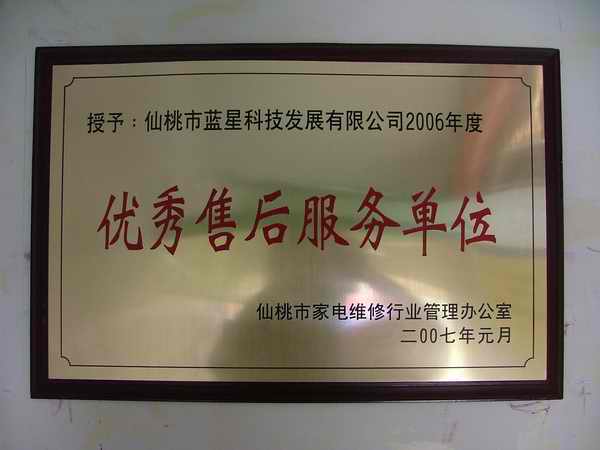 授予：仙桃市蓝星科技发展有限公司2006年度
优秀售后服务单位
仙桃市家电维修行业管理办公室
二00七年元月